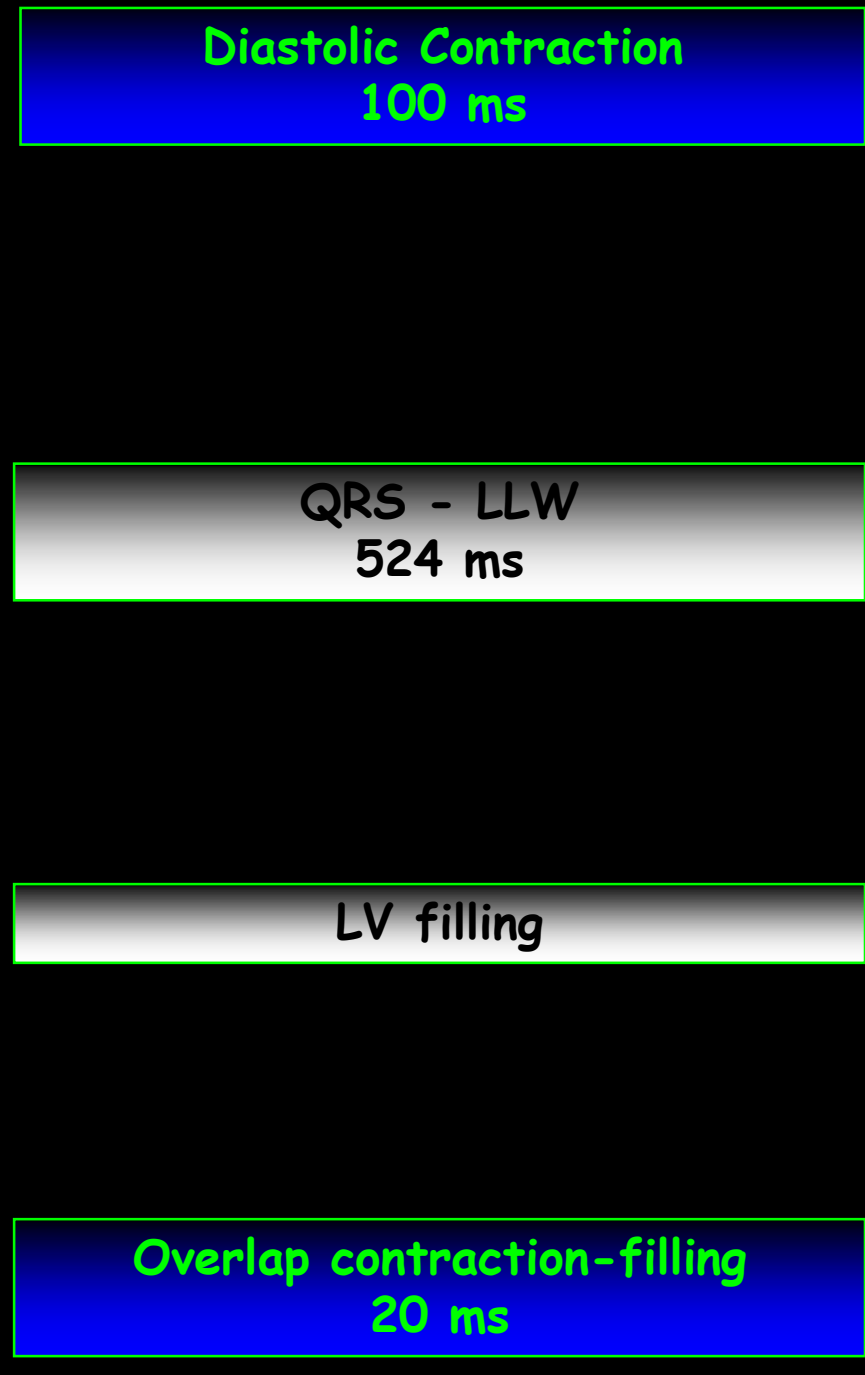 Diastolic Contraction
100 ms
QRS - LLW
524 ms
LV filling
Overlap contraction-filling
20 ms